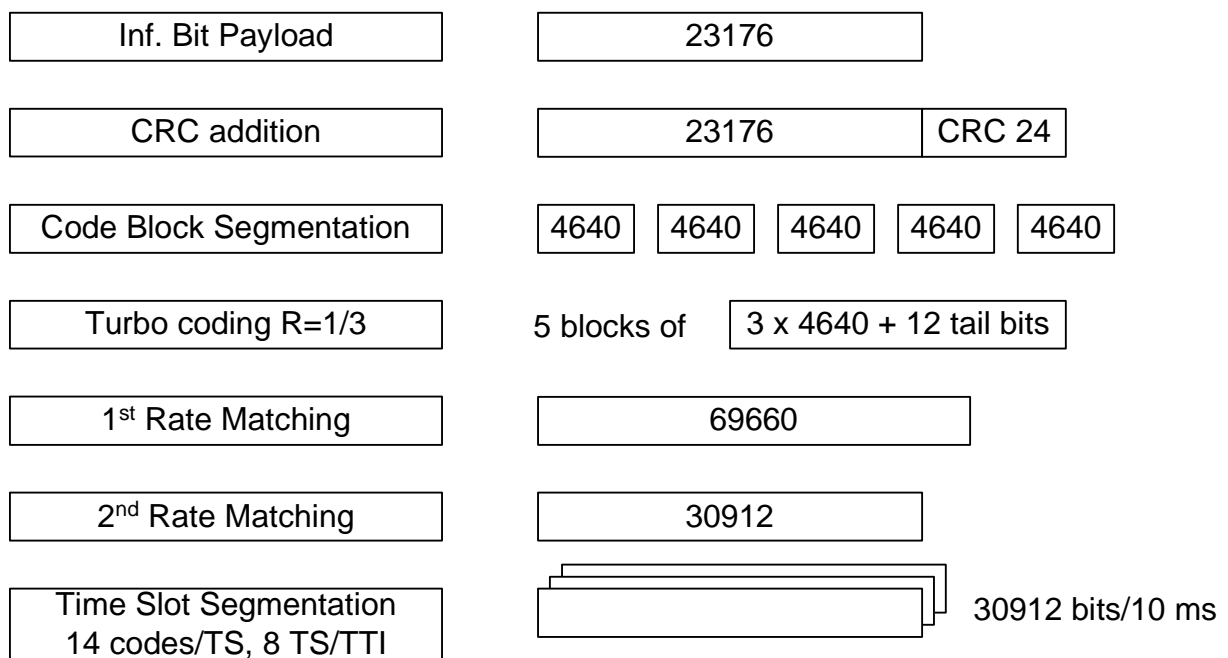 Inf. Bit Payload
23176
CRC addition
23176
CRC 24
Code Block Segmentation
4640
4640
4640
4640
4640
Turbo coding R=1/3
5 blocks of
3 x 4640 + 12 tail bits
1st Rate Matching
69660
2nd Rate Matching
30912
Time Slot Segmentation
14 codes/TS, 8 TS/TTI
30912 bits/10 ms